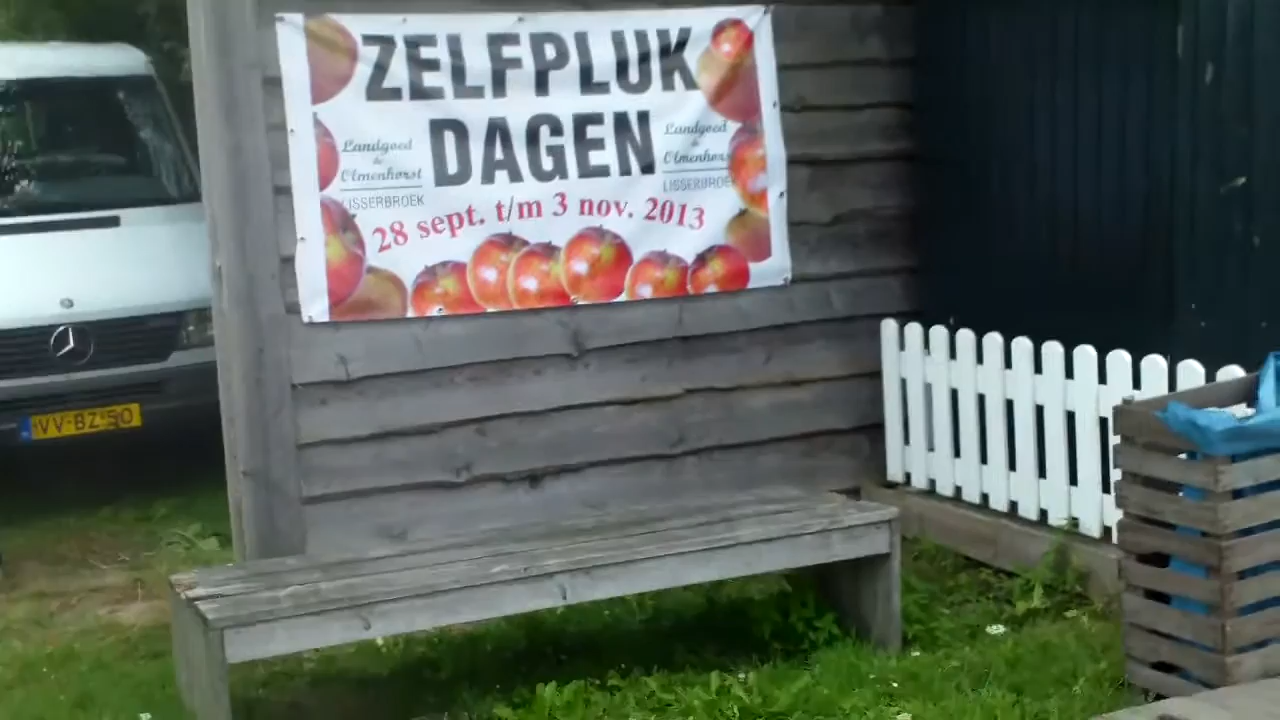 ZELFPLUK
DAGEN
Landgoed
de
Olmenhorst
LISSERBROEK
Landgoed
de
Olmenhorst
LISSERBROEK
28 sept. t/m 3 nov. 2013
VV-BZ-50